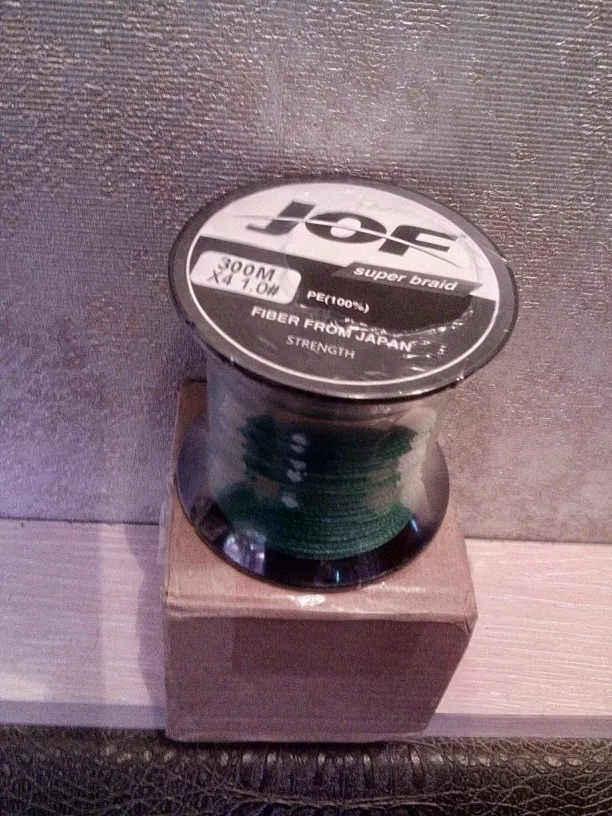 JOF
super braid
300M
X4 1.0#
PE(100%)
FIBER FROM JAPAN
STRENGTH